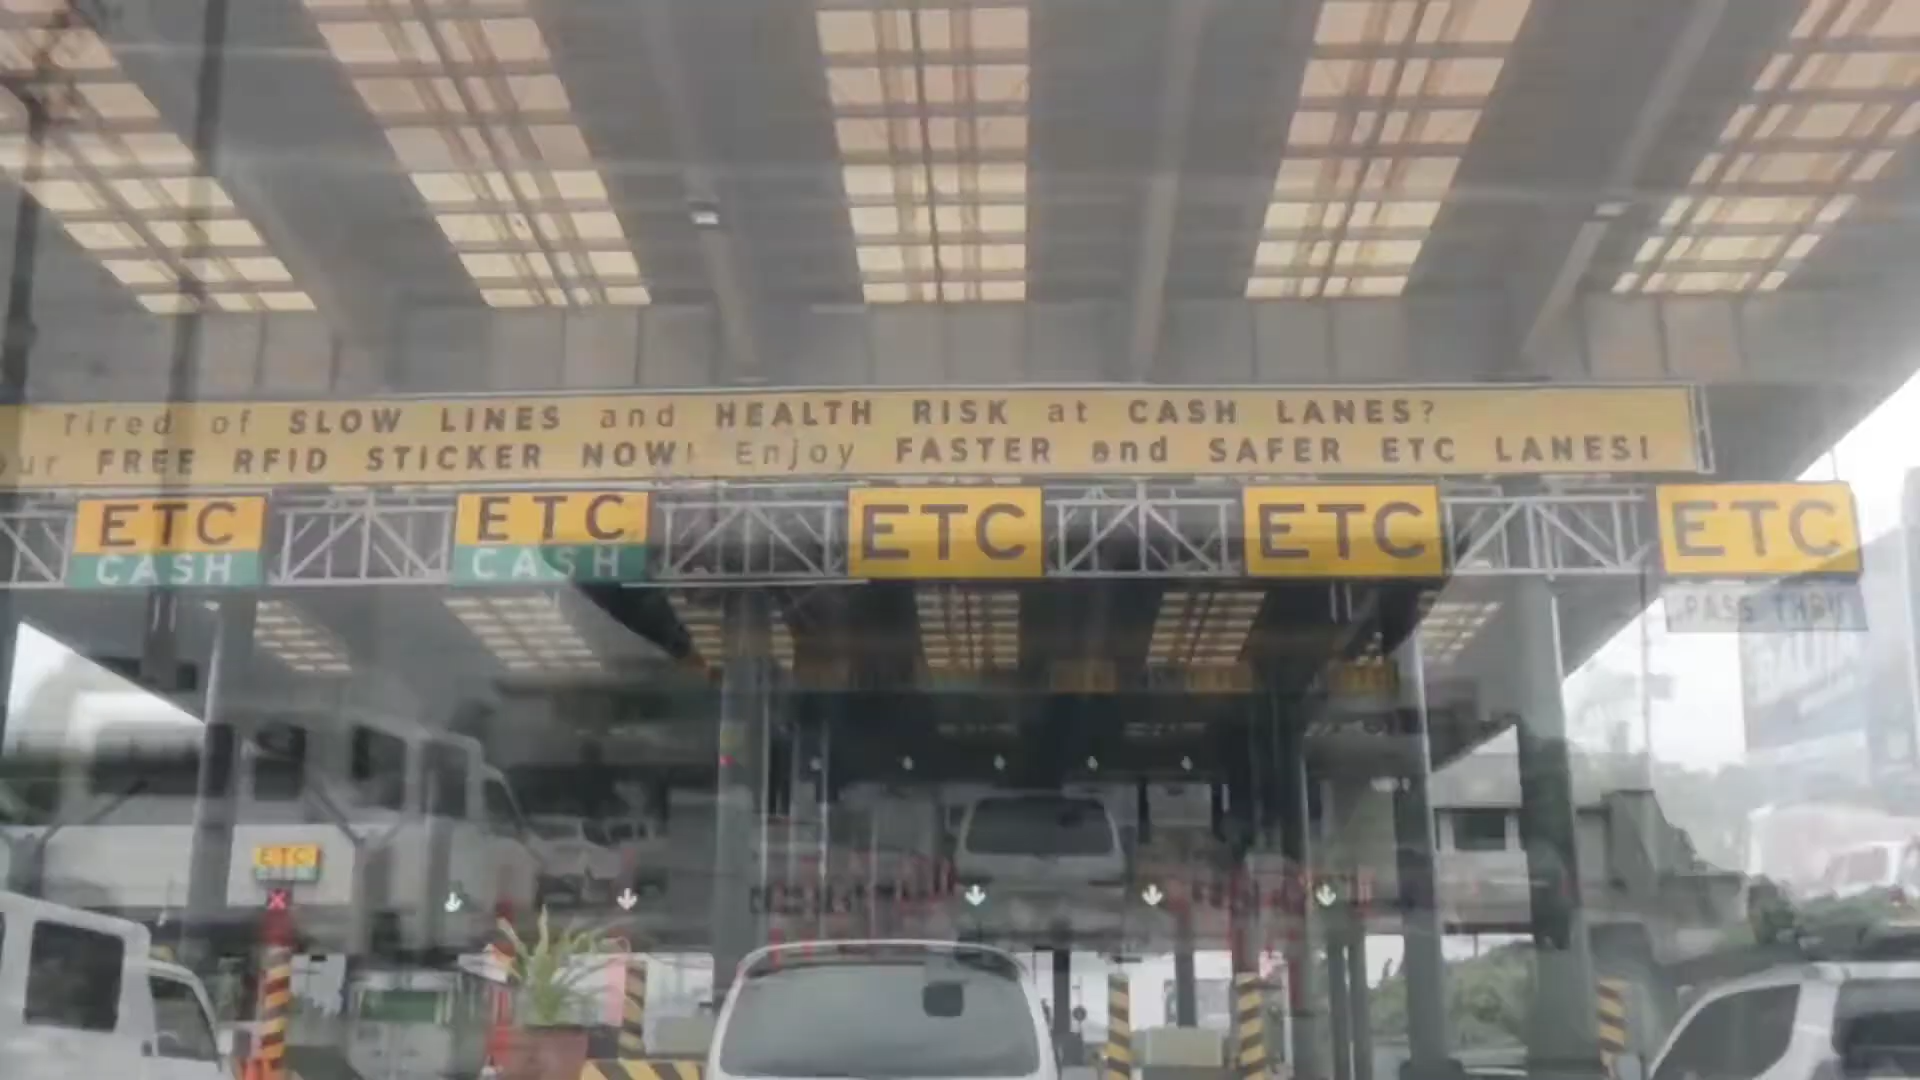 Tired of SLOW LINES and HEALTH RISK at CASH LANES?
FREE RFID STICKER NOW! Enjoy FASTER and SAFER ETC LANES!
ETC
CASH
ETC
CASH
ETC
ETC
ETC
PASS THRU
ETC
CASH